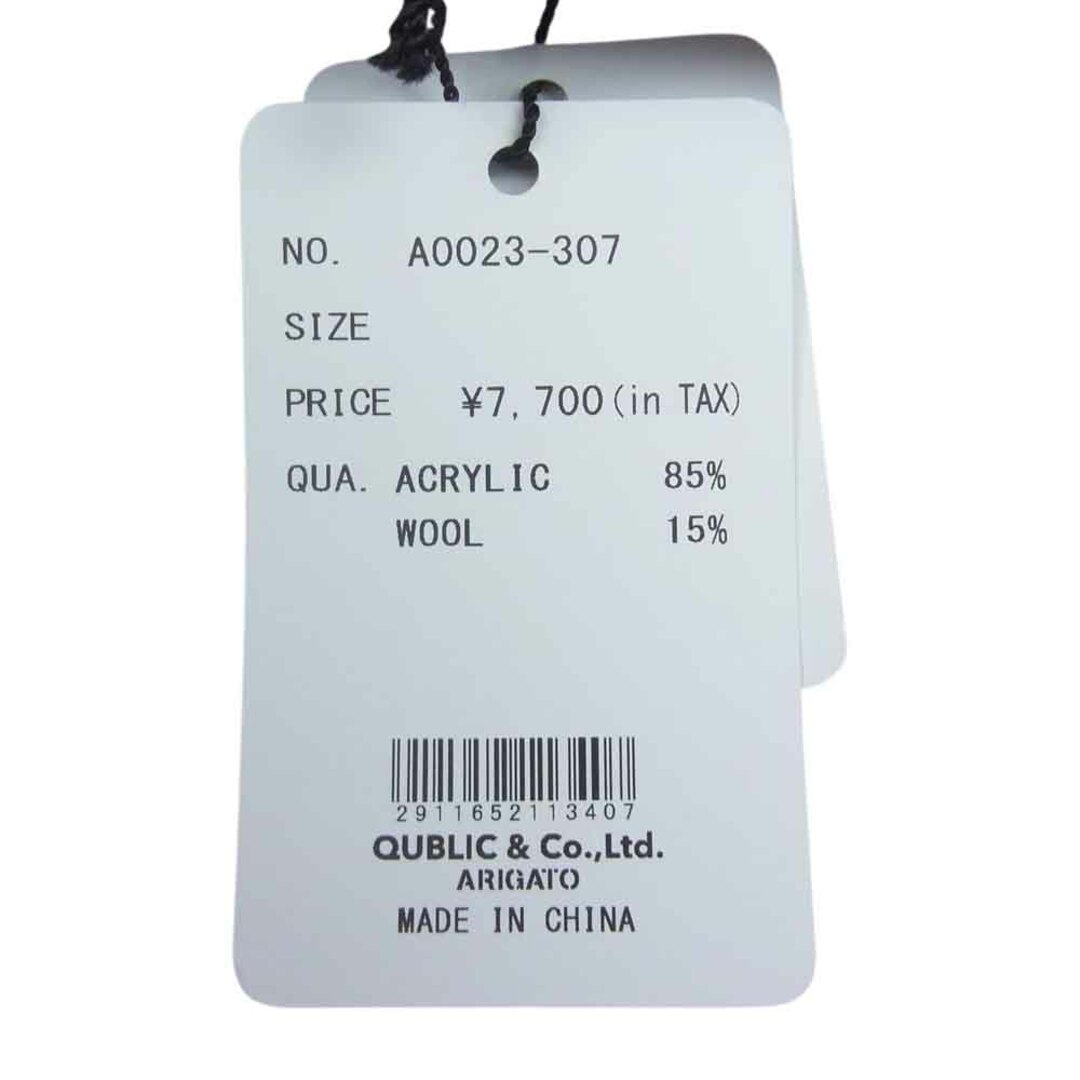 NO. A0023-307
SIZE
PRICE ¥7,700(in TAX)
QUA. ACRYLIC 85%
WOOL 15%
2911652113407
QUBLIC & Co.,Ltd.
ARIGATO
MADE IN CHINA